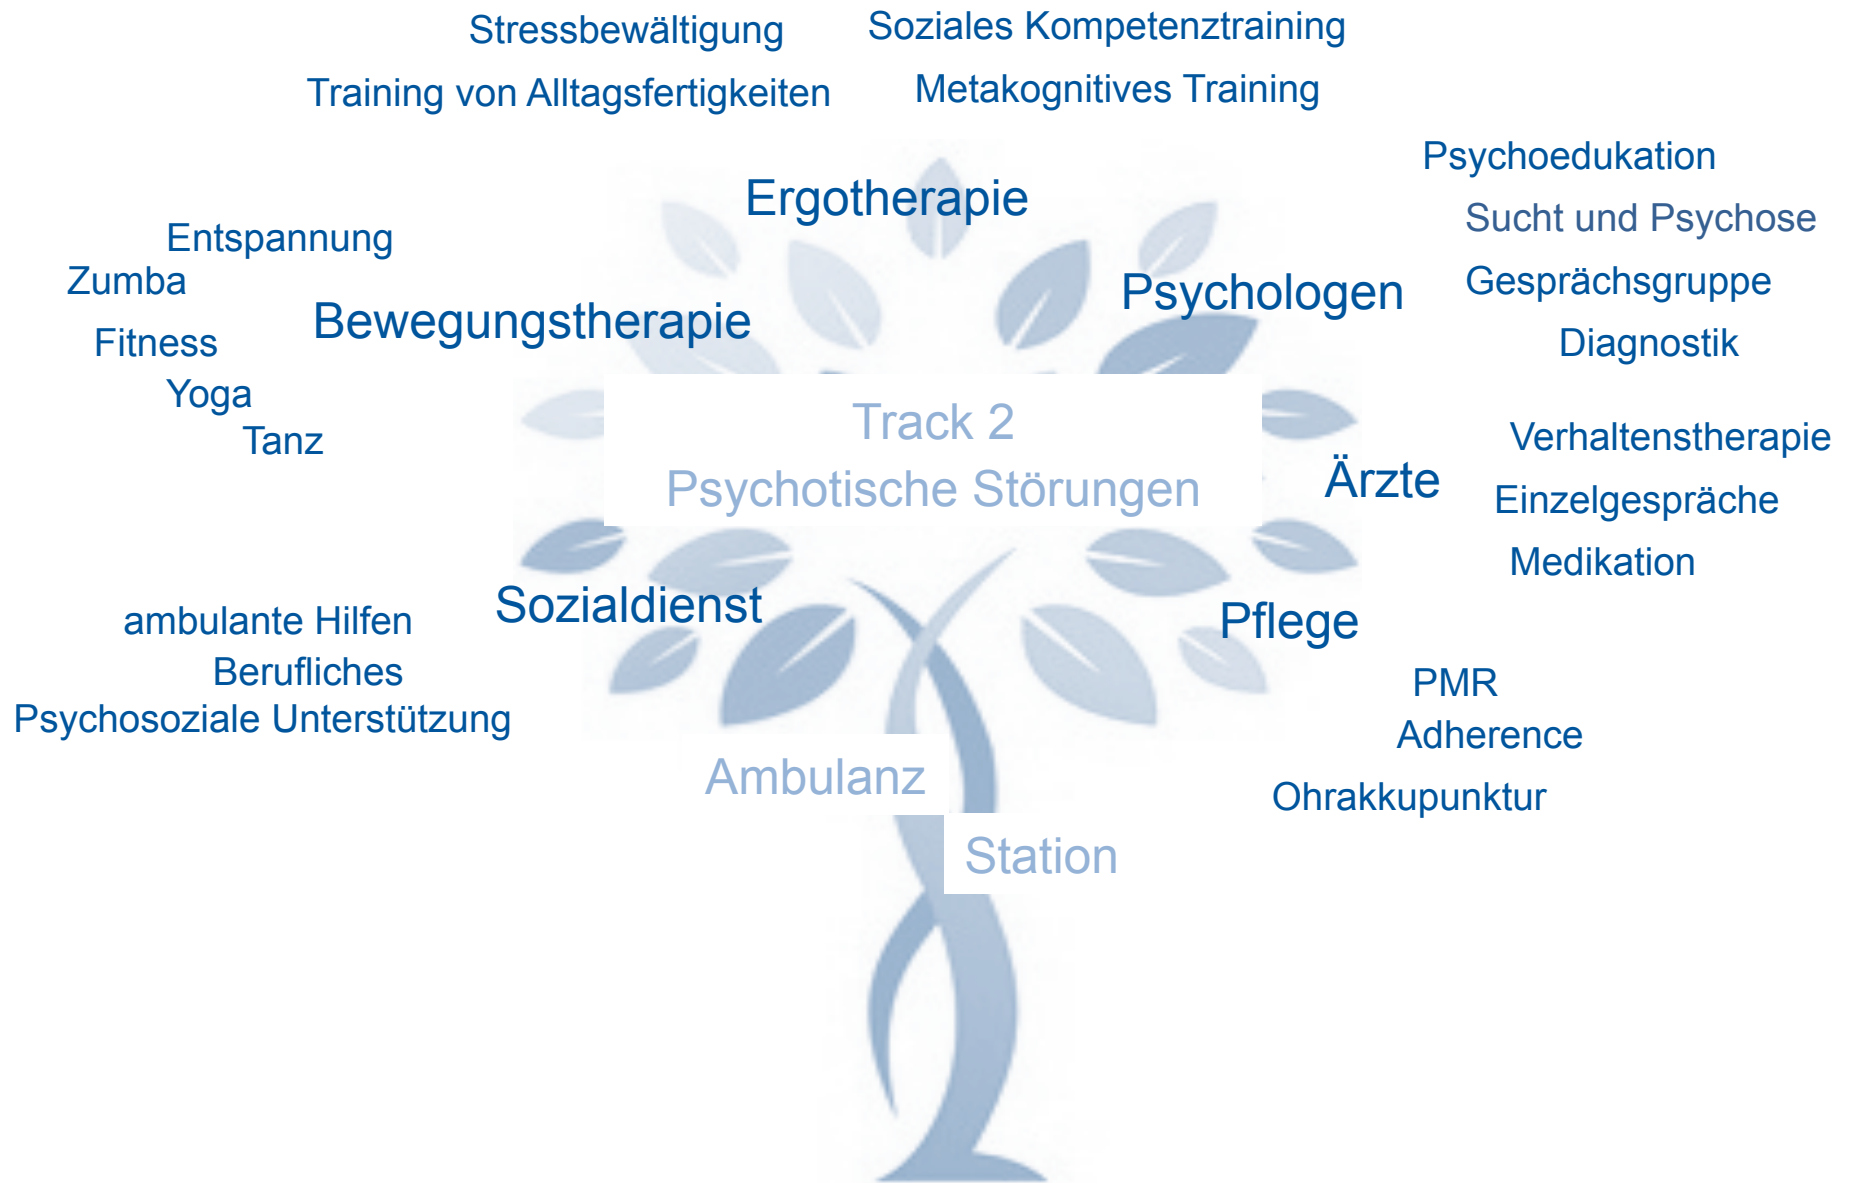 Stressbewältigung
Soziales Kompetenztraining
Training von Alltagsfertigkeiten
Metakognitives Training
Ergotherapie
Psychoedukation
Sucht und Psychose
Gesprächsgruppe
Diagnostik
Psychologen
Entspannung
Zumba
Fitness
Yoga
Tanz
Bewegungstherapie
Track 2
Psychotische Störungen
Ärzte
Verhaltenstherapie
Einzelgespräche
Medikation
Sozialdienst
ambulante Hilfen
Berufliches
Psychosoziale Unterstützung
Pflege
PMR
Adherence
Ohrakkupunktur
Ambulanz
Station